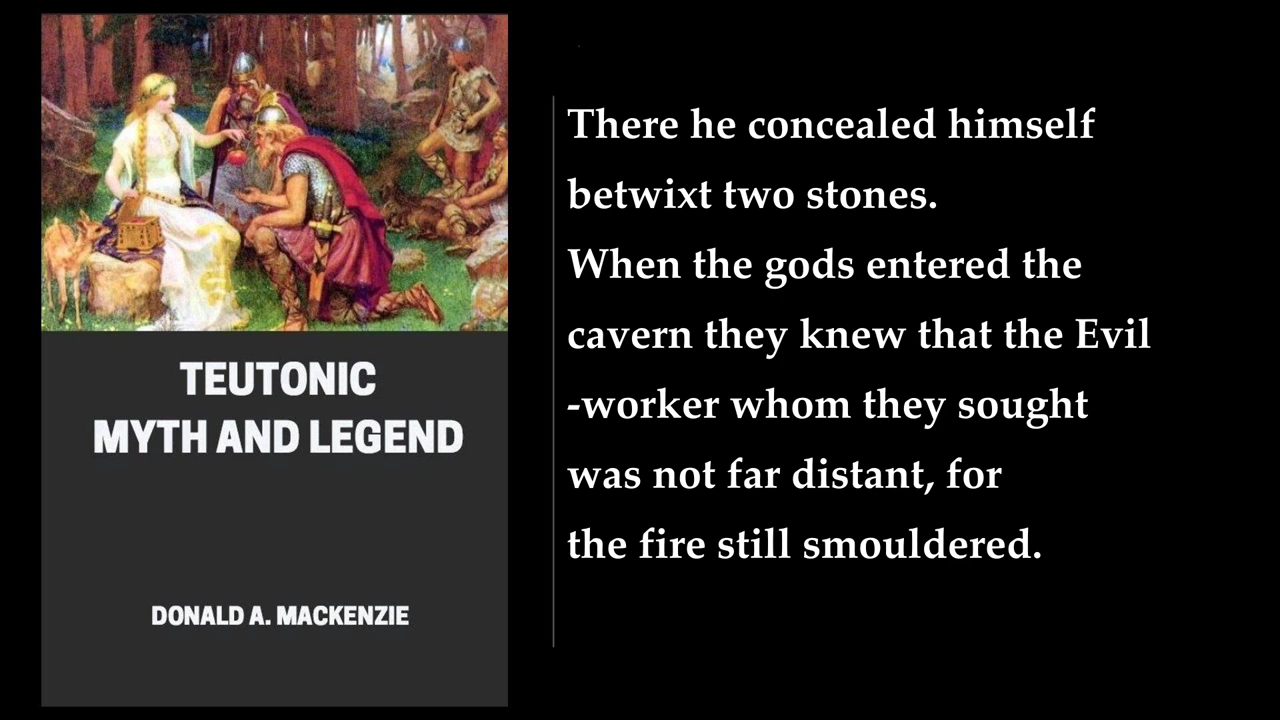 TEUTONIC
MYTH AND LEGEND
DONALD A. MACKENZIE
There he concealed himself
betwixt two stones.
When the gods entered the
cavern they knew that the Evil
-worker whom they sought
was not far distant, for
the fire still smouldered.